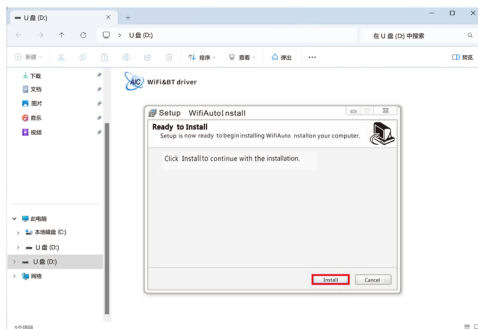 U 盘 (D:)
U 盘 (D:)
在 U 盘 (D:) 中搜索
新建
排序
查看
弹出
预览
下载
文档
图片
音乐
视频
此电脑
本地磁盘 (C:)
U 盘 (D:)
U 盘 (D:)
网络
AIC
WiFi&BT driver
Setup WifiAutoInstall
Ready to Install
Setup is now ready to begin installing WifiAuto nstallon your computer.
Click Install to continue with the installation.
Install
Cancel
1个项目